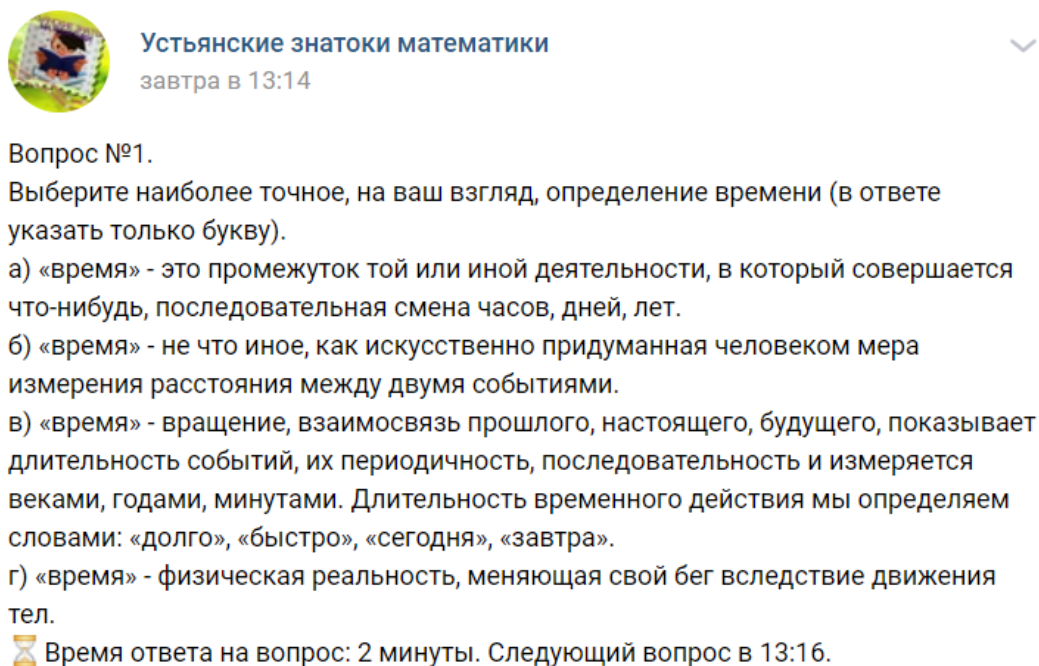 Устьянские знатоки математики
завтра в 13:14
Вопрос №1.
Выберите наиболее точное, на ваш взгляд, определение времени (в ответе
указать только букву).
а) «время» - это промежуток той или иной деятельности, в который совершается
что-нибудь, последовательная смена часов, дней, лет.
б) «время» - не что иное, как искусственно придуманная человеком мера
измерения расстояния между двумя событиями.
в) «время» - вращение, взаимосвязь прошлого, настоящего, будущего, показывает
длительность событий, их периодичность, последовательность и измеряется
веками, годами, минутами. Длительность временного действия мы определяем
словами: «долго», «быстро», «сегодня», «завтра».
г) «время» - физическая реальность, меняющая свой бег вследствие движения
тел.
⏳ Время ответа на вопрос: 2 минуты. Следующий вопрос в 13:16.